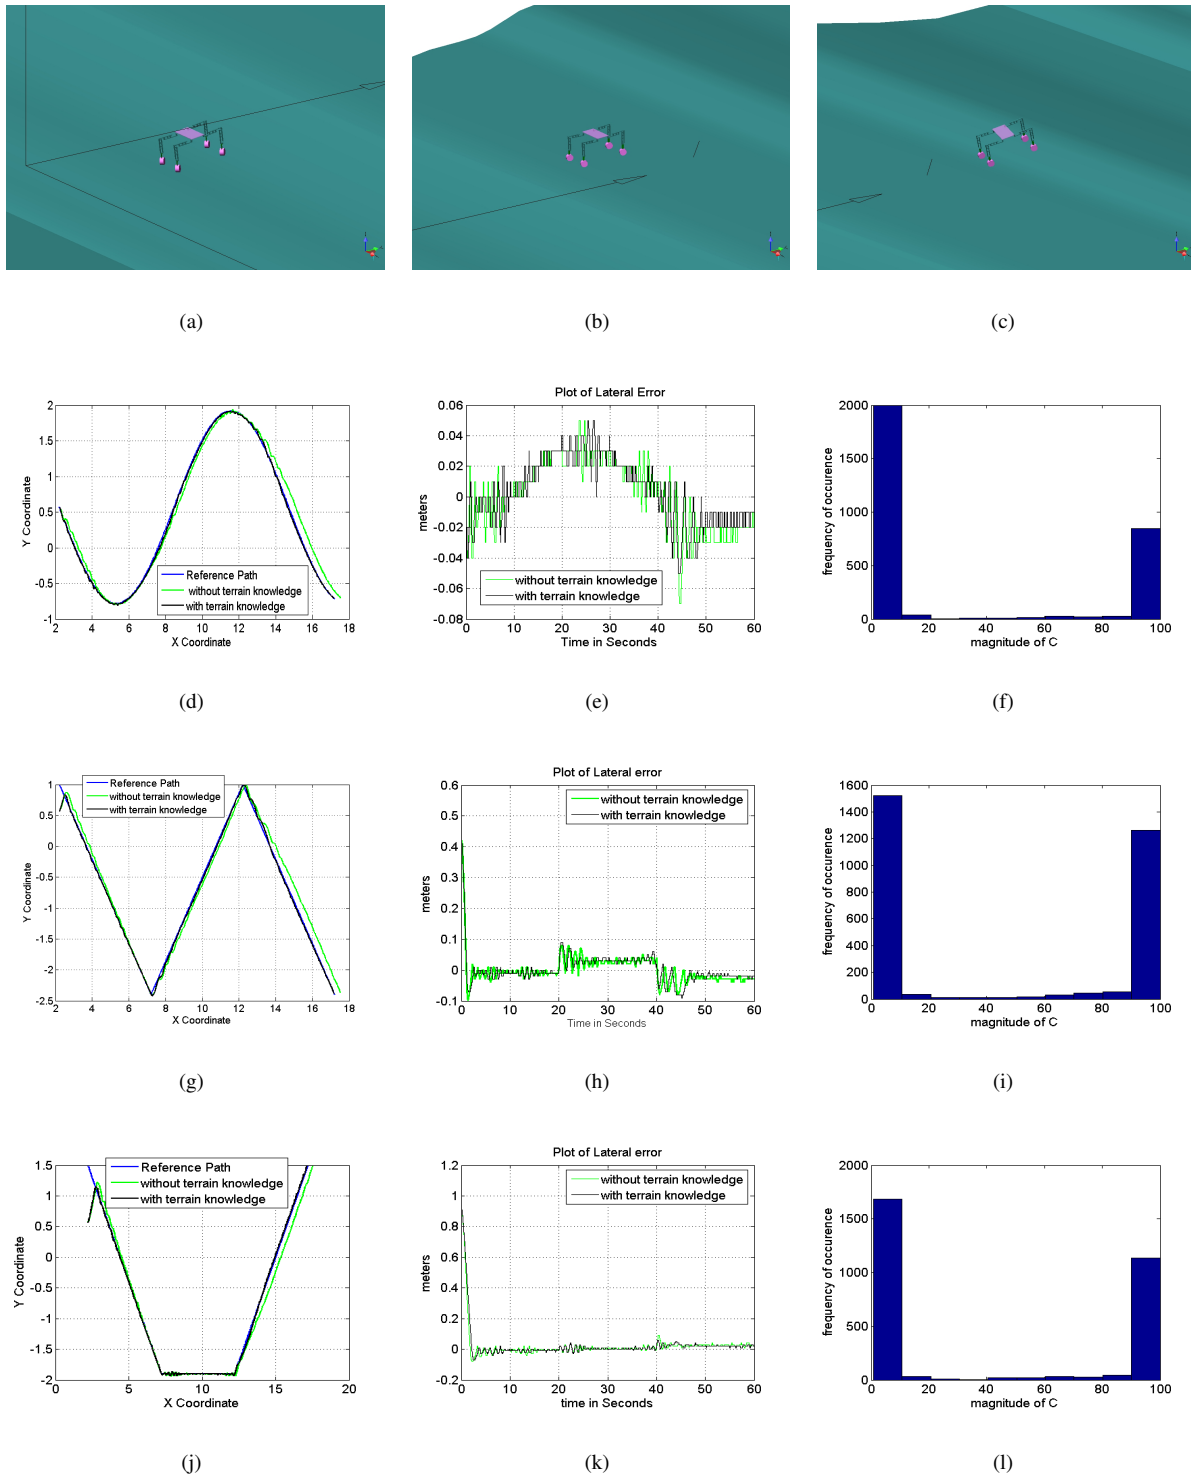 (a)
(b)
(c)
2
1.5
1
0.5
0
-0.5
-1
2 4 6 8 10 12 14 16 18
Y Coordinate
X Coordinate
Reference Path
without terrain knowledge
with terrain knowledge
Plot of Lateral Error
0.06
0.04
0.02
0
-0.02
-0.04
-0.06
-0.08
0 10 20 30 40 50 60
meters
Time in Seconds
without terrain knowledge
with terrain knowledge
2000
1500
1000
500
0
0 20 40 60 80 100
frequency of occurence
magnitude of C
(d)
(e)
(f)
1
0.5
0
-0.5
-1
-1.5
-2
-2.5
2 4 6 8 10 12 14 16 18
Y Coordinate
X Coordinate
Reference Path
without terrain knowledge
with terrain knowledge
Plot of Lateral error
0.6
0.5
0.4
0.3
0.2
0.1
0
-0.1
0 10 20 30 40 50 60
meters
Time in Seconds
without terrain knowledge
with terrain knowledge
1600
1400
1200
1000
800
600
400
200
0
0 20 40 60 80 100
frequency of occurence
magnitude of C
(g)
(h)
(i)
1.5
1
0.5
0
-0.5
-1
-1.5
-2
0 5 10 15 20
Y Coordinate
X Coordinate
Reference Path
without terrain knowledge
with terrain knowledge
Plot of Lateral error
1.2
1
0.8
0.6
0.4
0.2
0
-0.2
0 10 20 30 40 50 60
meters
time in Seconds
without terrain knowledge
with terrain knowledge
2000
1500
1000
500
0
0 20 40 60 80 100
frequency of occurence
magnitude of C
(j)
(k)
(l)